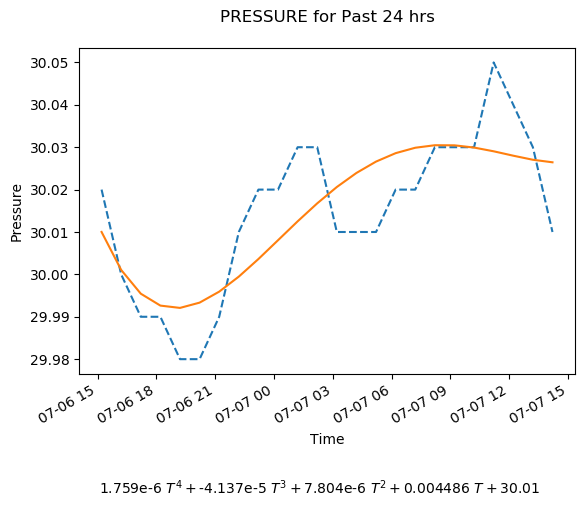 PRESSURE for Past 24 hrs
30.05
30.04
30.03
30.02
30.01
30.00
29.99
29.98
Pressure
07-06 15 07-06 18 07-06 21 07-07 00 07-07 03 07-07 06 07-07 09 07-07 12 07-07 15
Time
1.759e-6 T⁴ + -4.137e-5 T³ + 7.804e-6 T² + 0.004486 T + 30.01